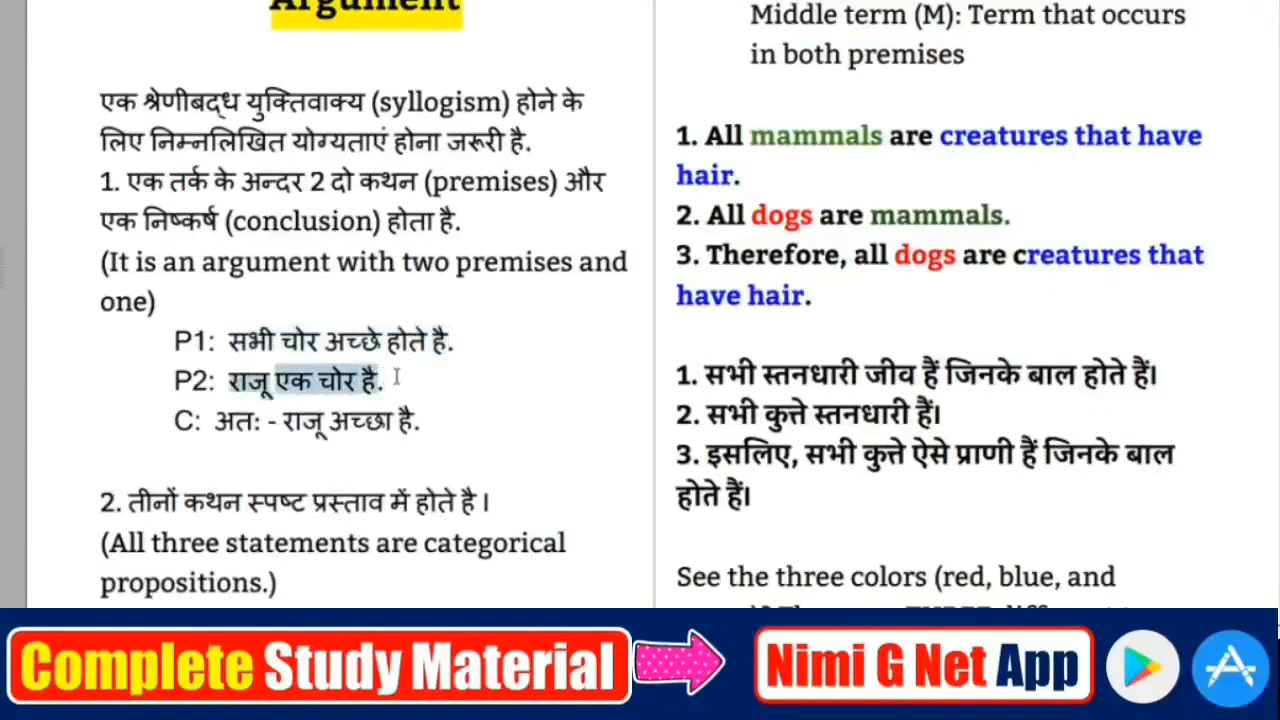 Argument
एक श्रेणीबद्ध युक्तिवाक्य (syllogism) होने के
लिए निम्नलिखित योग्यताएं होना जरूरी है.
1. एक तर्क के अन्दर 2 दो कथन (premises) और
एक निष्कर्ष (conclusion) होता है.
(It is an argument with two premises and
one)
P1: सभी चोर अच्छे होते है.
P2: राजू एक चोर है.
C: अतः - राजू अच्छा है.
2. तीनों कथन स्पष्ट प्रस्ताव में होते है ।
(All three statements are categorical
propositions.)
Middle term (M): Term that occurs
in both premises
1. All mammals are creatures that have
hair.
2. All dogs are mammals.
3. Therefore, all dogs are creatures that
have hair.
1. सभी स्तनधारी जीव हैं जिनके बाल होते हैं।
2. सभी कुत्ते स्तनधारी हैं।
3. इसलिए, सभी कुत्ते ऐसे प्राणी हैं जिनके बाल
होते हैं।
See the three colors (red, blue, and
Complete Study Material
Nimi G Net App